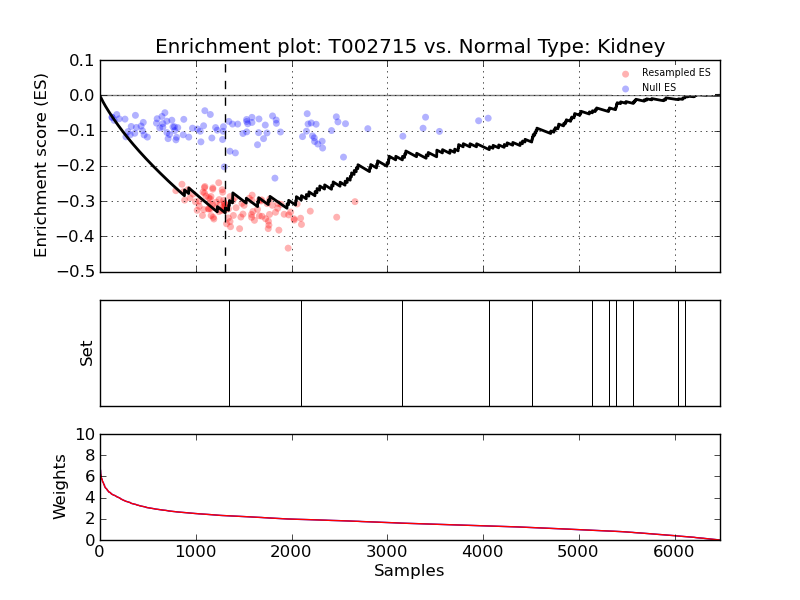 Enrichment plot: T002715 vs. Normal Type: Kidney
0.1
0.0
−0.1
−0.2
−0.3
−0.4
−0.5
Enrichment score (ES)
Resampled ES
Null ES
Set
10
8
6
4
2
0
Weights
0 1000 2000 3000 4000 5000 6000
Samples